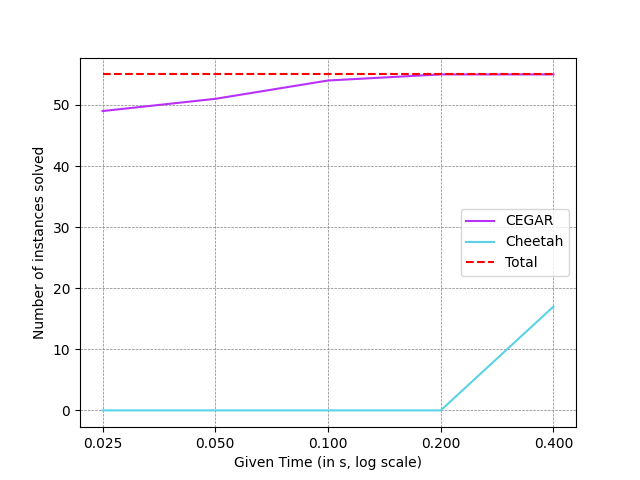 Number of instances solved
50
40
30
20
10
0
CEGAR
Cheetah
Total
0.025 0.050 0.100 0.200 0.400
Given Time (in s, log scale)